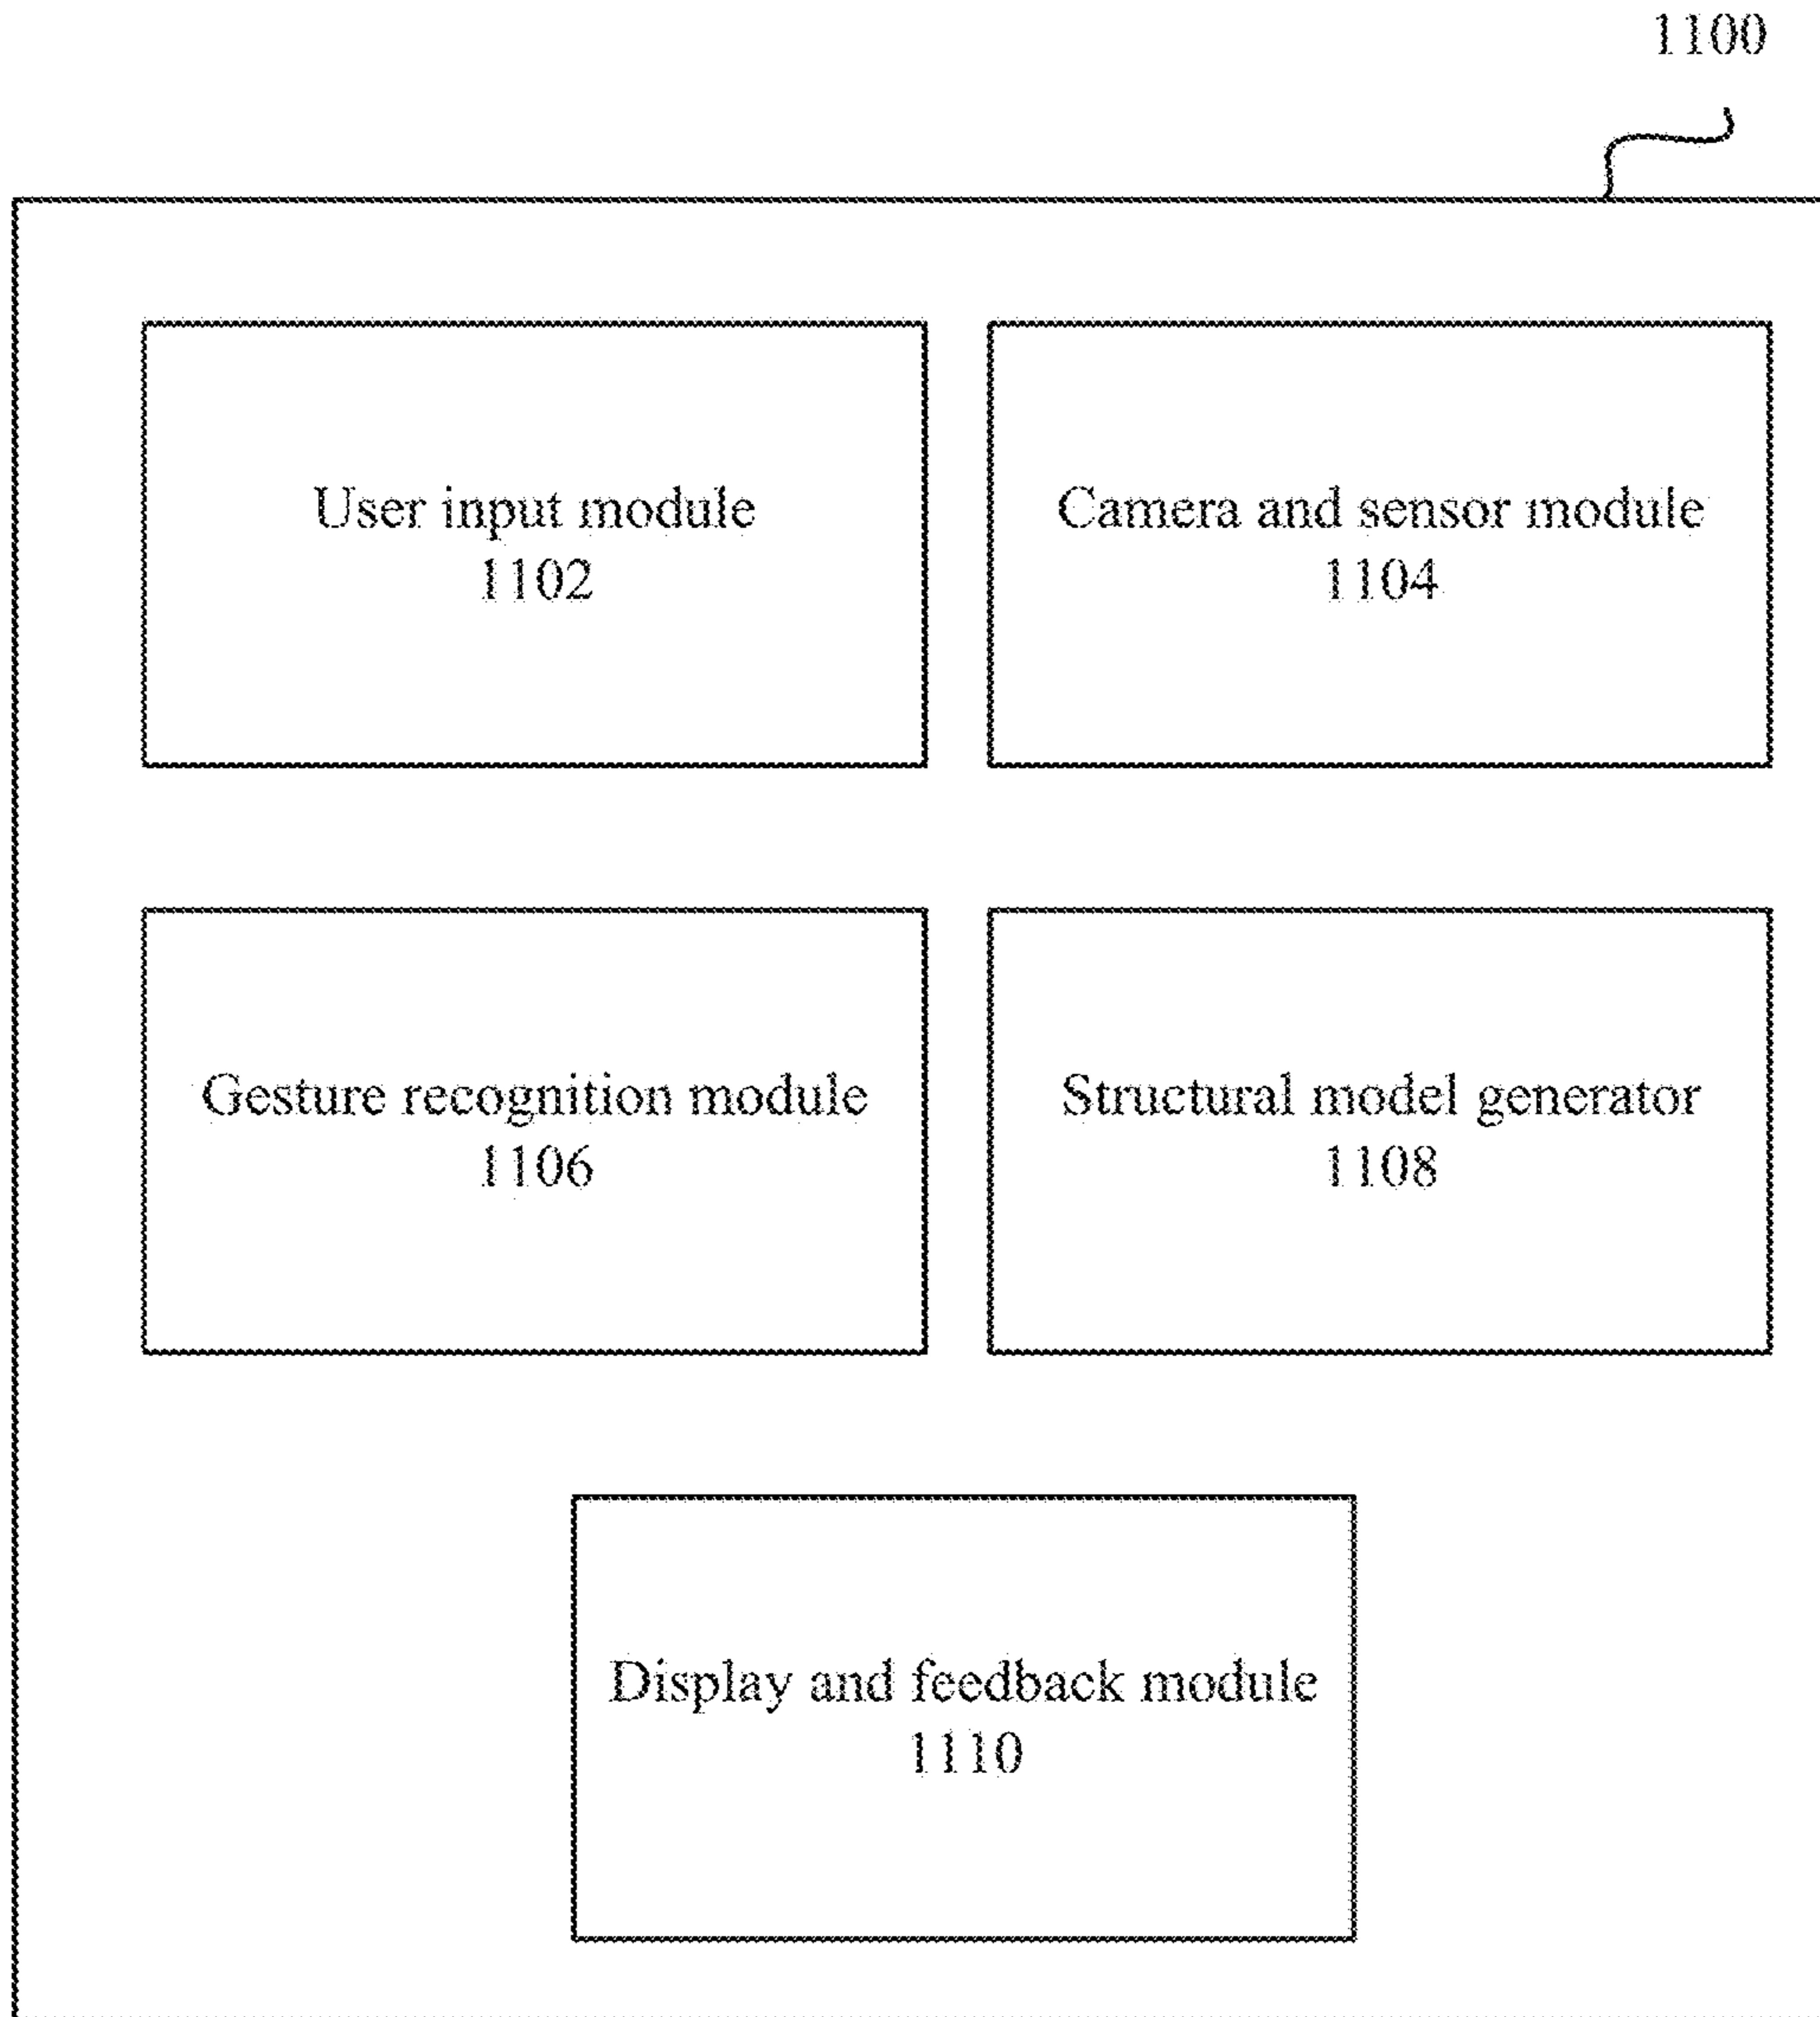 1100
User input module
1102
Camera and sensor module
1104
Gesture recognition module
1106
Structural model generator
1108
Display and feedback module
1110